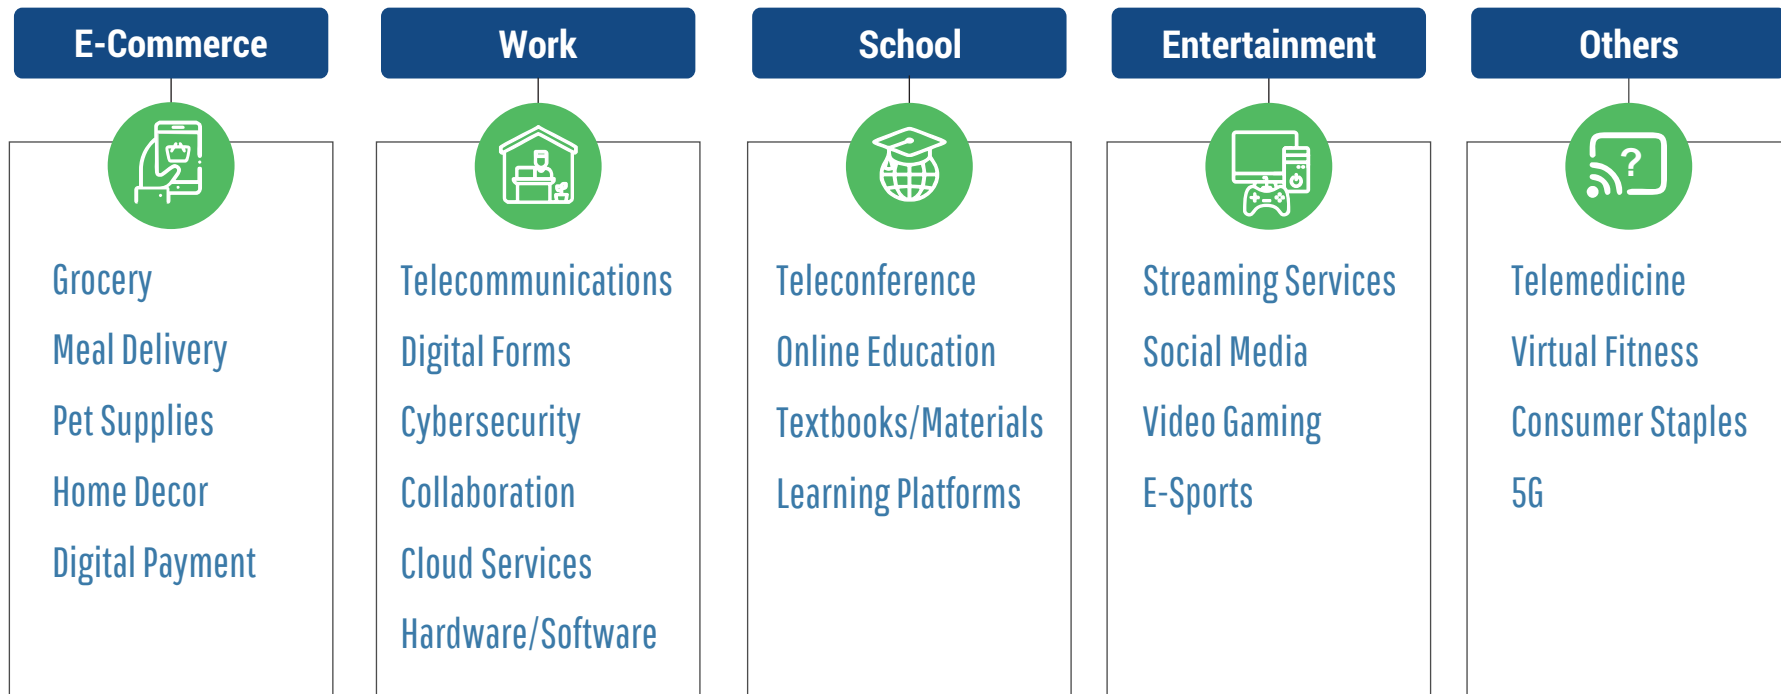 E-Commerce
Grocery
Meal Delivery
Pet Supplies
Home Decor
Digital Payment
Work
Telecommunications
Digital Forms
Cybersecurity
Collaboration
Cloud Services
Hardware/Software
School
Teleconference
Online Education
Textbooks/Materials
Learning Platforms
Entertainment
Streaming Services
Social Media
Video Gaming
E-Sports
Others
?
Telemedicine
Virtual Fitness
Consumer Staples
5G